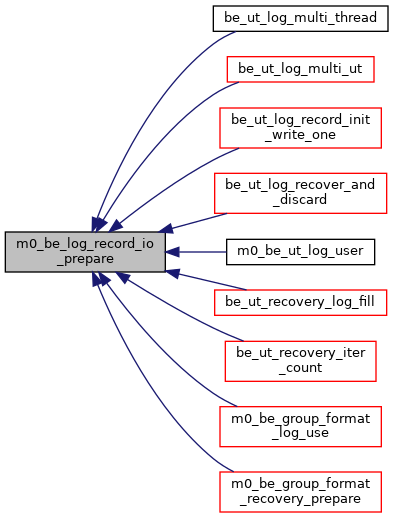 be_ut_log_multi_thread
be_ut_log_multi_ut
be_ut_log_record_init
_write_one
be_ut_log_recover_and
_discard
m0_be_log_record_io
_prepare
m0_be_ut_log_user
be_ut_recovery_log_fill
be_ut_recovery_iter
_count
m0_be_group_format
_log_use
m0_be_group_format
_recovery_prepare